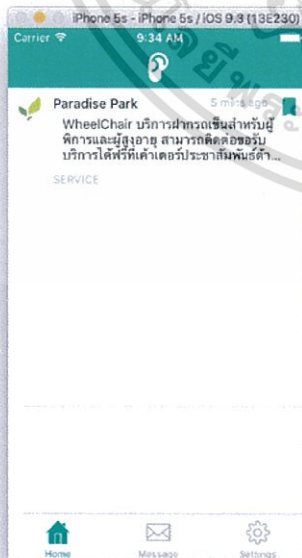 iPhone 5s - iPhone 5s / iOS 9.3 (13E230)
Carrier 9:34 AM
Paradise Park 5 mins ago
WheelChair บริการฝากรถเข็นสำหรับผู้
พิการและผู้สูงอายุ สามารถติดต่อขอรับ
บริการได้ฟรีที่เค้าเตอร์ประชาสัมพันธ์ด้า...
SERVICE
Home Message Settings